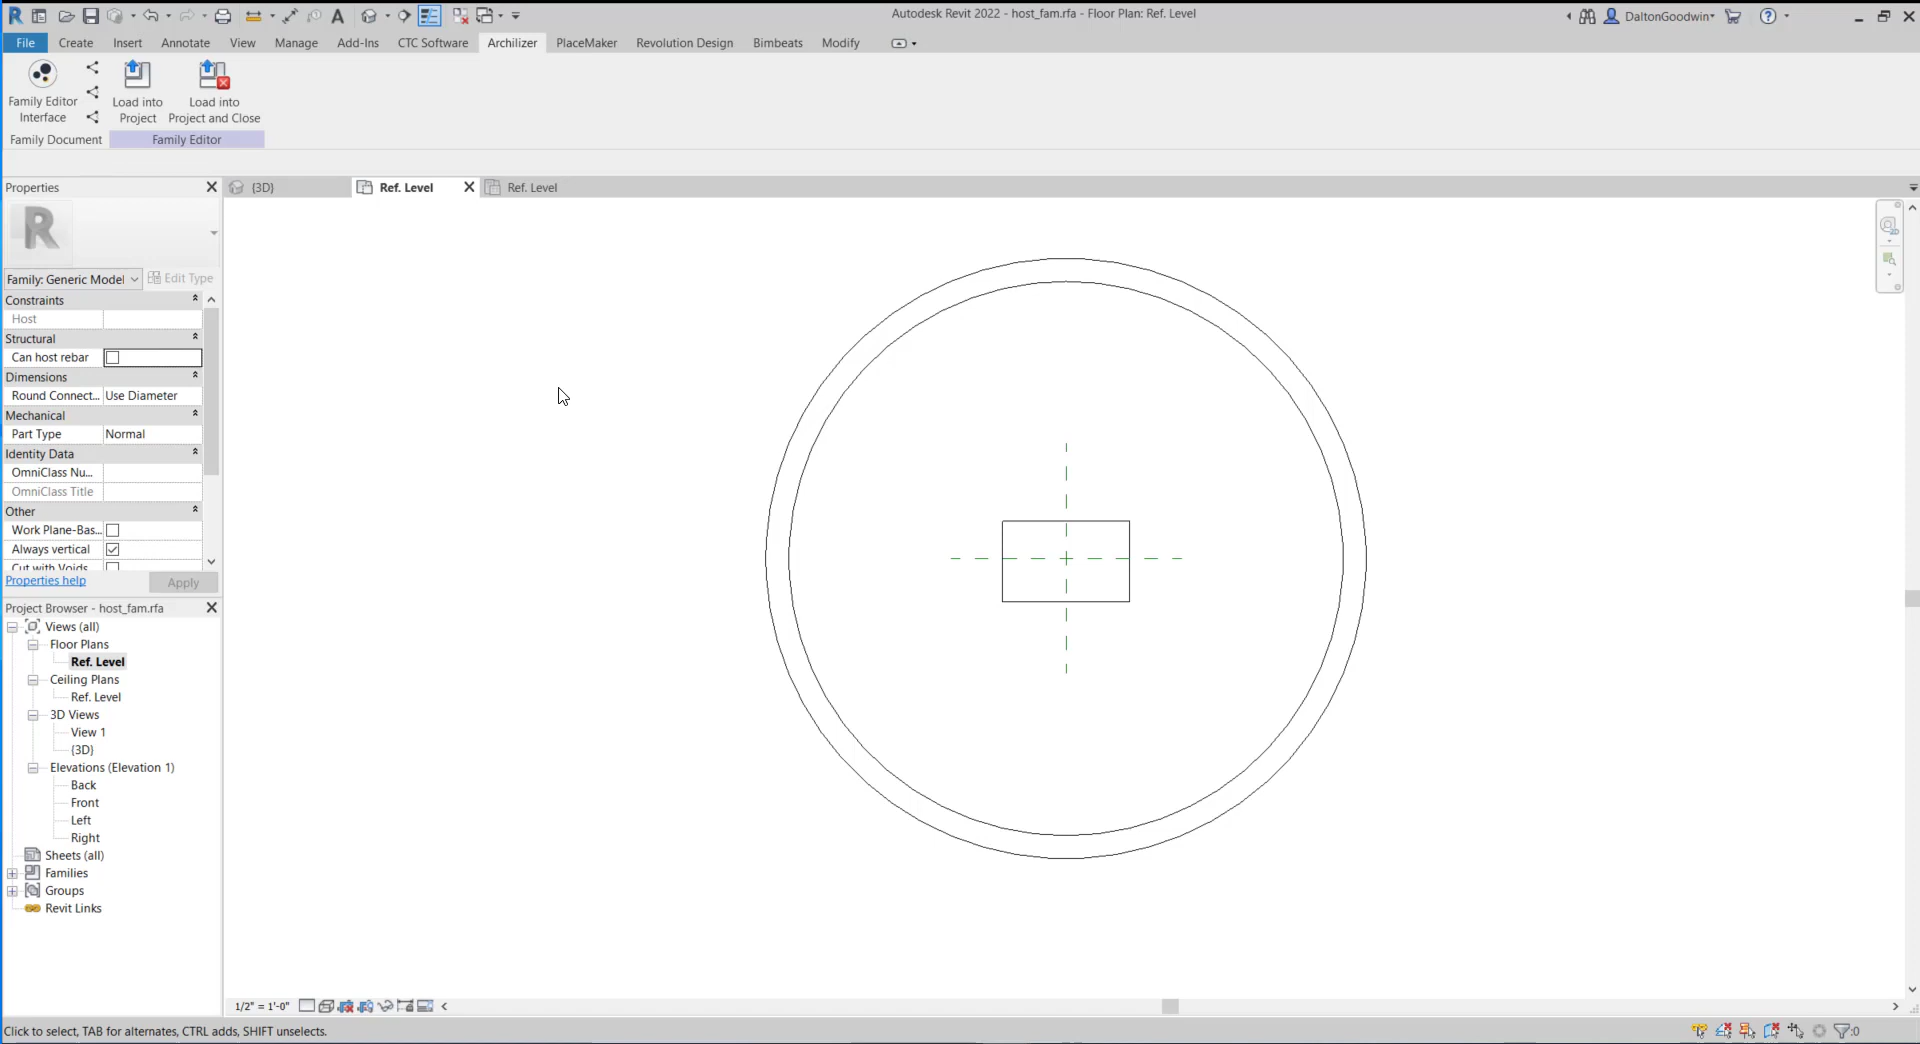 Autodesk Revit 2022 - host_fam.rfa - Floor Plan: Ref. Level
DaltonGoodwin
File Create Insert Annotate View Manage Add-Ins CTC Software Archilizer PlaceMaker Revolution Design Bimbeats Modify
Family Editor
Interface
Load into
Project
Load into
Project and Close
Family Document Family Editor
Properties
{3D} Ref. Level Ref. Level
R
Family: Generic Model Edit Type
Constraints
Host
Structural
Can host rebar
Dimensions
Round Connect... Use Diameter
Mechanical
Part Type Normal
Identity Data
OmniClass Nu...
OmniClass Title
Other
Work Plane-Bas...
Always vertical
Cut with Voids
Properties help Apply
Project Browser - host_fam.rfa
Views (all)
Floor Plans
Ref. Level
Ceiling Plans
Ref. Level
3D Views
View 1
{3D}
Elevations (Elevation 1)
Back
Front
Left
Right
Sheets (all)
Families
Groups
Revit Links
1/2" = 1'-0"
Click to select, TAB for alternates, CTRL adds, SHIFT unselects.
:0